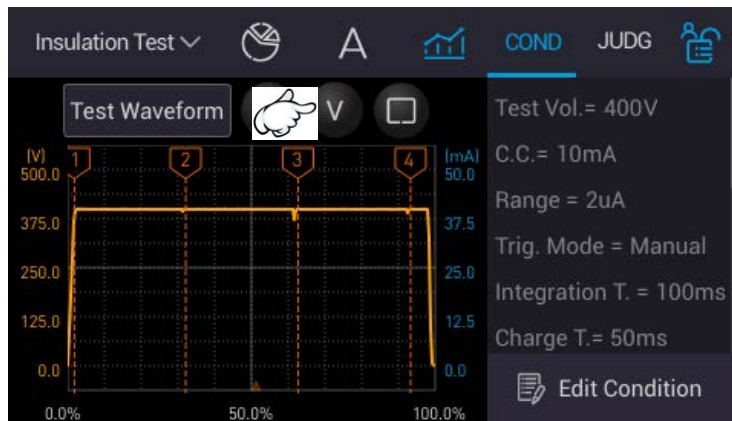 Insulation Test
A
COND
JUDG
Test Waveform
V
Test Vol.= 400V
C.C.= 10mA
Range = 2uA
Trig. Mode = Manual
Integration T. = 100ms
Charge T.= 50ms
Edit Condition
[V]
500.0
375.0
250.0
125.0
0.0
1
2
3
4
[mA]
50.0
37.5
25.0
12.5
0.0
0.0%
50.0%
100.0%